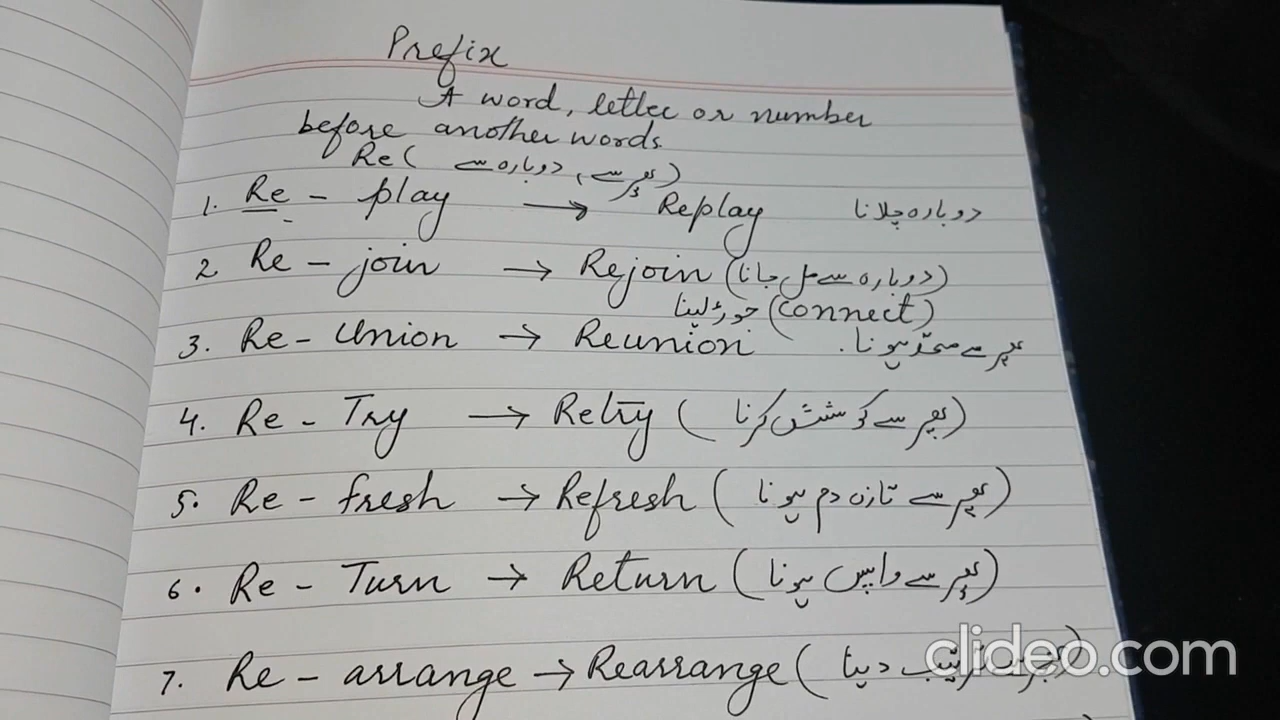 Prefix
A word, letter or number
before another words.
Re ( پھر سے, دوبارہ سے )
1. Re - play → Replay دوبارہ چلانا
2 Re - join → Rejoin (دوبارہ سے مل جانا)
جوڑ لینا (connect)
3. Re - Union → Reunion پھر سے متحد ہونا.
4. Re - Try → Retry ( پھر سے کوشش کرنا)
5. Re - fresh → Refresh ( پھر سے تازہ دم ہونا)
6. Re - Turn → Return ( پھر سے واپس ہونا)
7. Re - arrange → Rearrange ( ترتیب دینا)
clideo.com